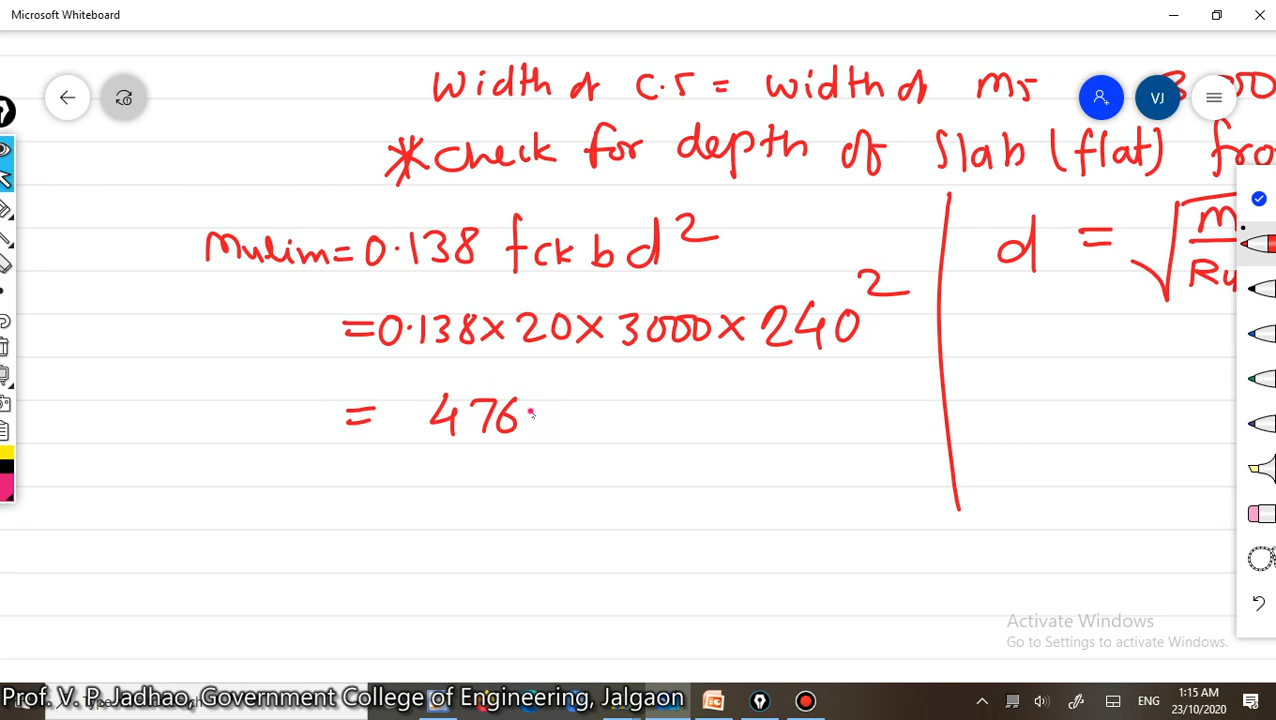 Microsoft Whiteboard
Width of C.S = width of MS 3000
VJ
*Check for depth of slab (flat) fro
Mulim = 0.138 fck b d²
d = √M/Ru
= 0.138 × 20 × 3000 × 240²
= 476
Activate Windows
Go to Settings to activate Windows.
Prof. V. P. Jadhao, Government College of Engineering, Jalgaon
ENG
1:15 AM
23/10/2020